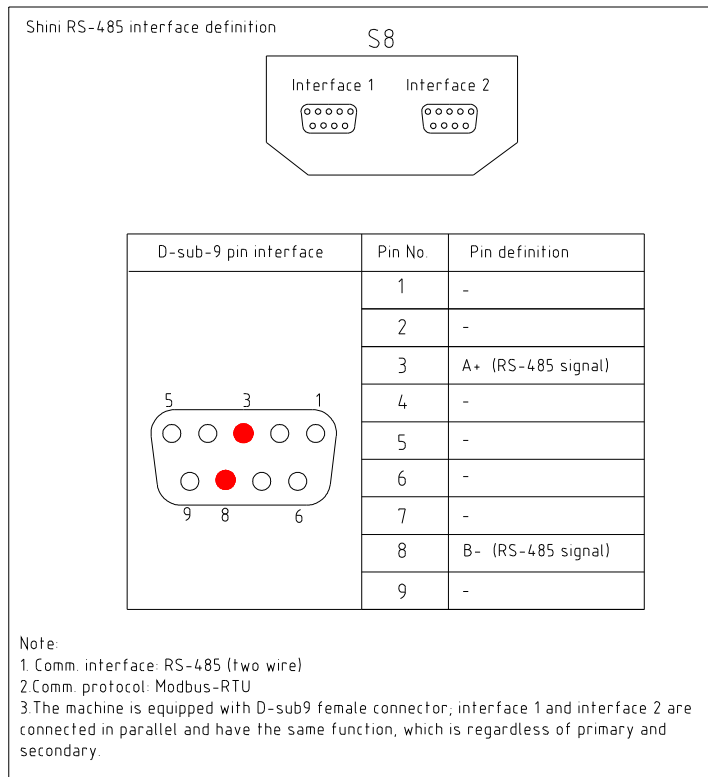 Shini RS-485 interface definition
S8
Interface 1 Interface 2
D-sub-9 pin interface Pin No. Pin definition
1 -
2 -
3 A+ (RS-485 signal)
4 -
5 -
6 -
7 -
8 B- (RS-485 signal)
9 -
5 3 1
9 8 6
Note:
1. Comm. interface: RS-485 (two wire)
2.Comm. protocol: Modbus-RTU
3.The machine is equipped with D-sub9 female connector; interface 1 and interface 2 are
connected in parallel and have the same function, which is regardless of primary and
secondary.